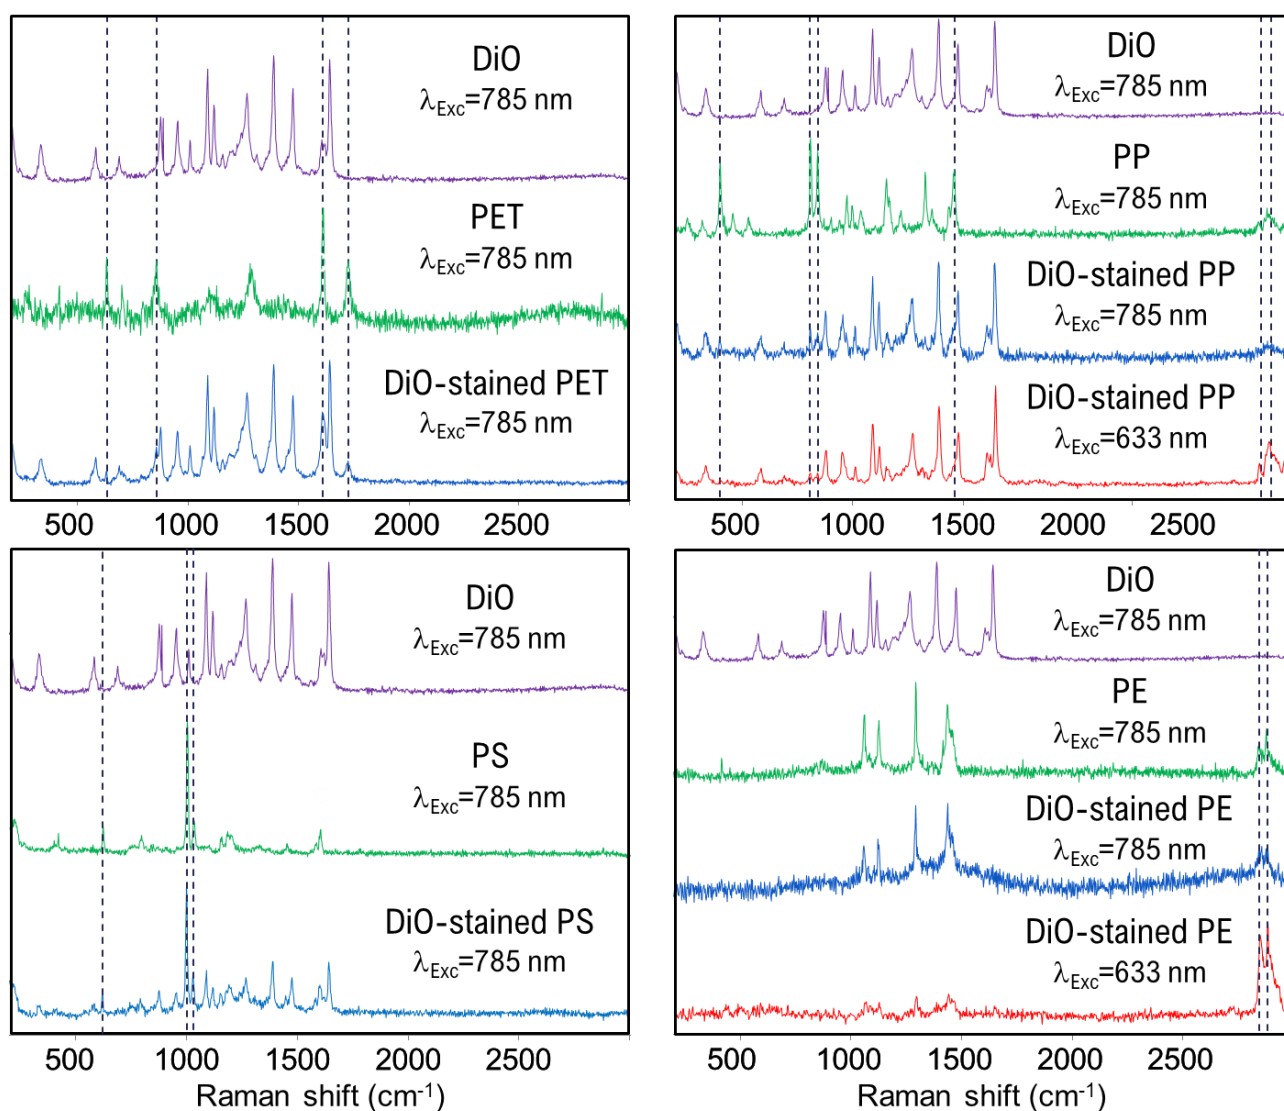 DiO
λExc=785 nm
PET
λExc=785 nm
DiO-stained PET
λExc=785 nm
500 1000 1500 2000 2500
DiO
λExc=785 nm
PP
λExc=785 nm
DiO-stained PP
λExc=785 nm
DiO-stained PP
λExc=633 nm
500 1000 1500 2000 2500
DiO
λExc=785 nm
PS
λExc=785 nm
DiO-stained PS
λExc=785 nm
500 1000 1500 2000 2500
Raman shift (cm-1)
DiO
λExc=785 nm
PE
λExc=785 nm
DiO-stained PE
λExc=785 nm
DiO-stained PE
λExc=633 nm
500 1000 1500 2000 2500
Raman shift (cm-1)